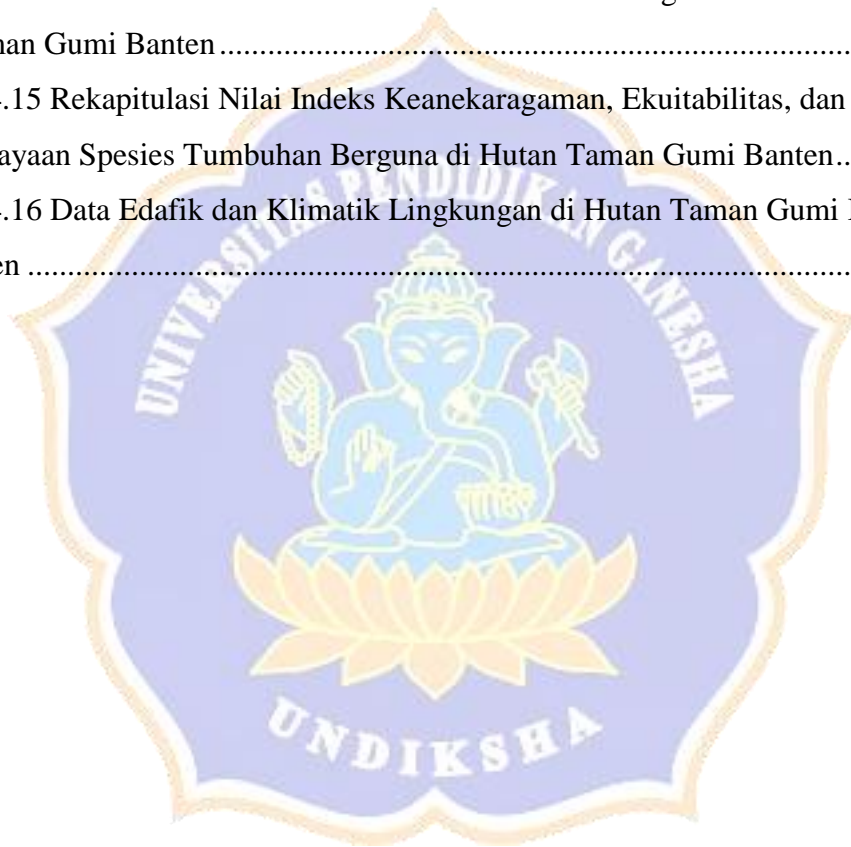 nan Gumi Banten..............................................................................
.15 Rekapitulasi Nilai Indeks Keanekaragaman, Ekuitabilitas, dan
ayaan Spesies Tumbuhan Berguna di Hutan Taman Gumi Banten..
.16 Data Edafik dan Klimatik Lingkungan di Hutan Taman Gumi
en ......................................................................................................
UNIVERSITAS PENDIDIKAN GANESHA
UNDIKSHA